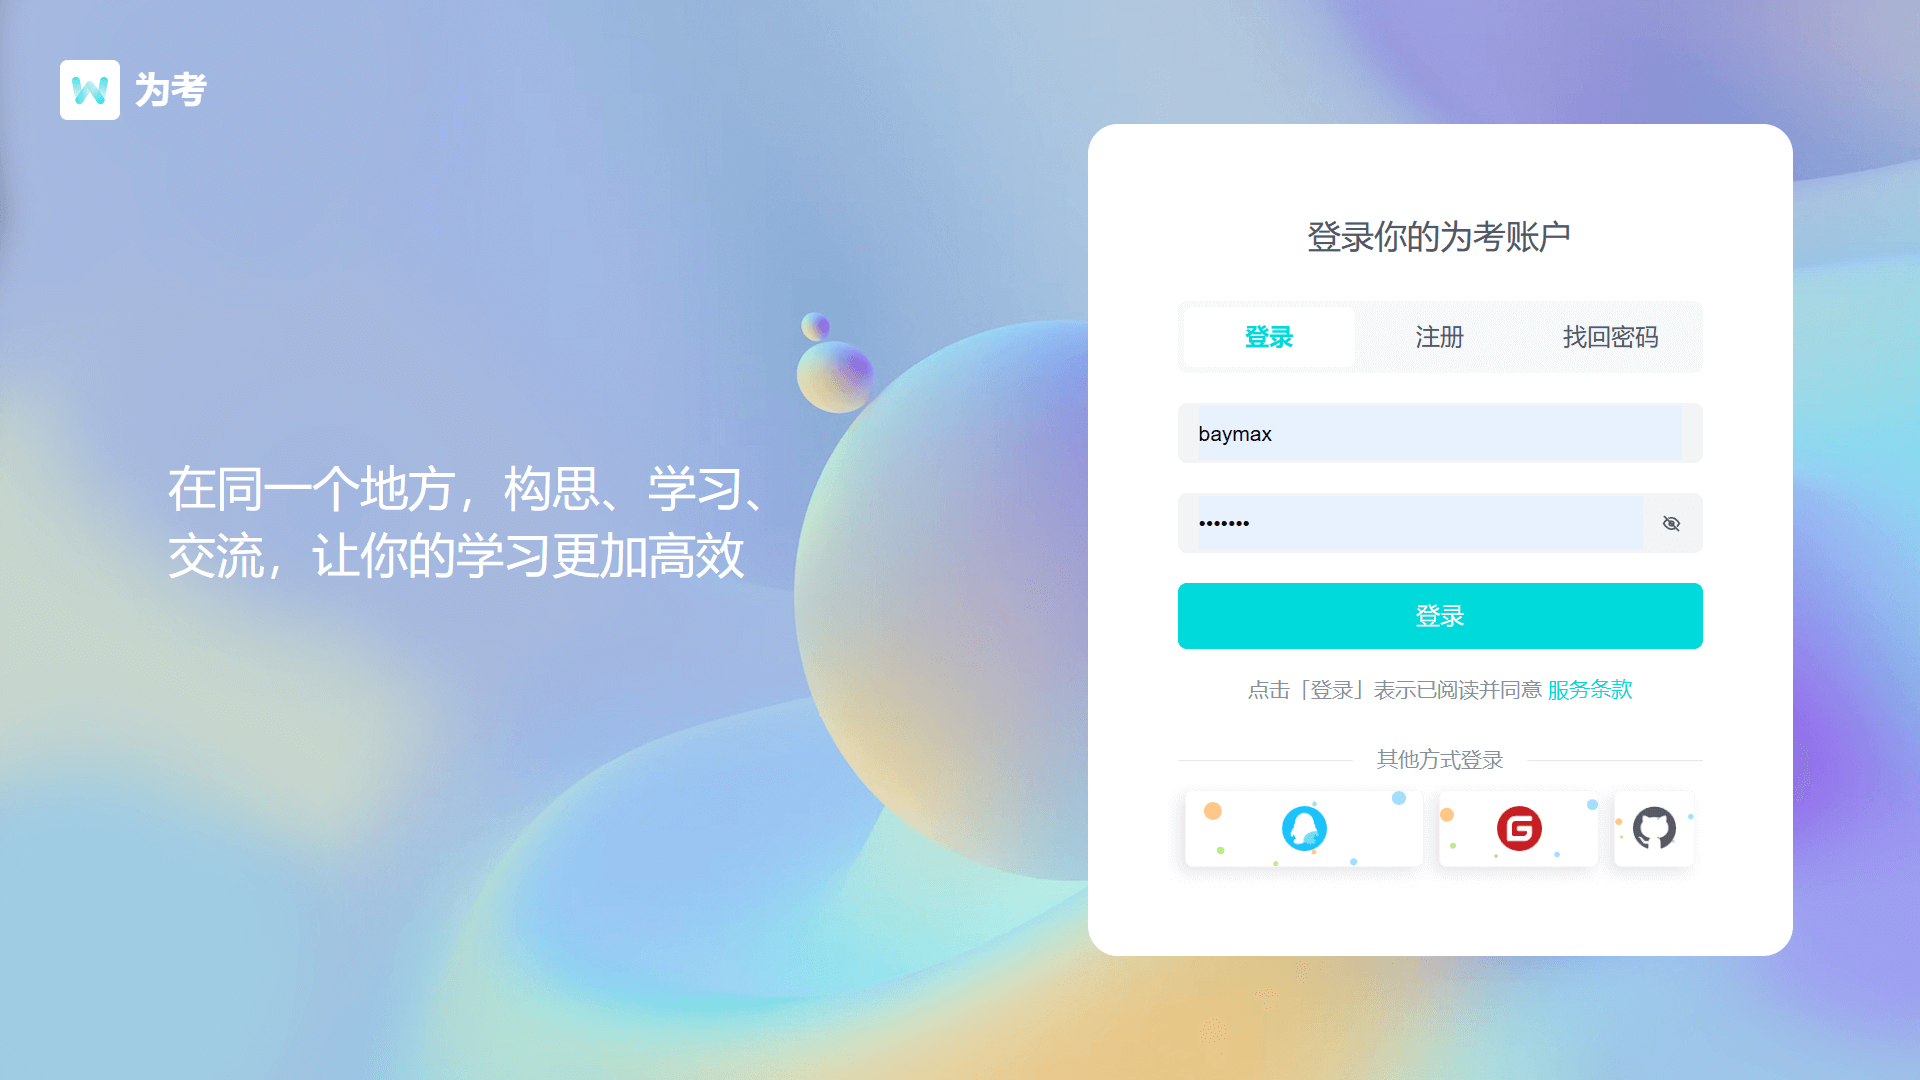 为考
在同一个地方，构思、学习、
交流，让你的学习更加高效
登录你的为考账户
登录 注册 找回密码
baymax
•••••••
登录
点击「登录」表示已阅读并同意 服务条款
其他方式登录